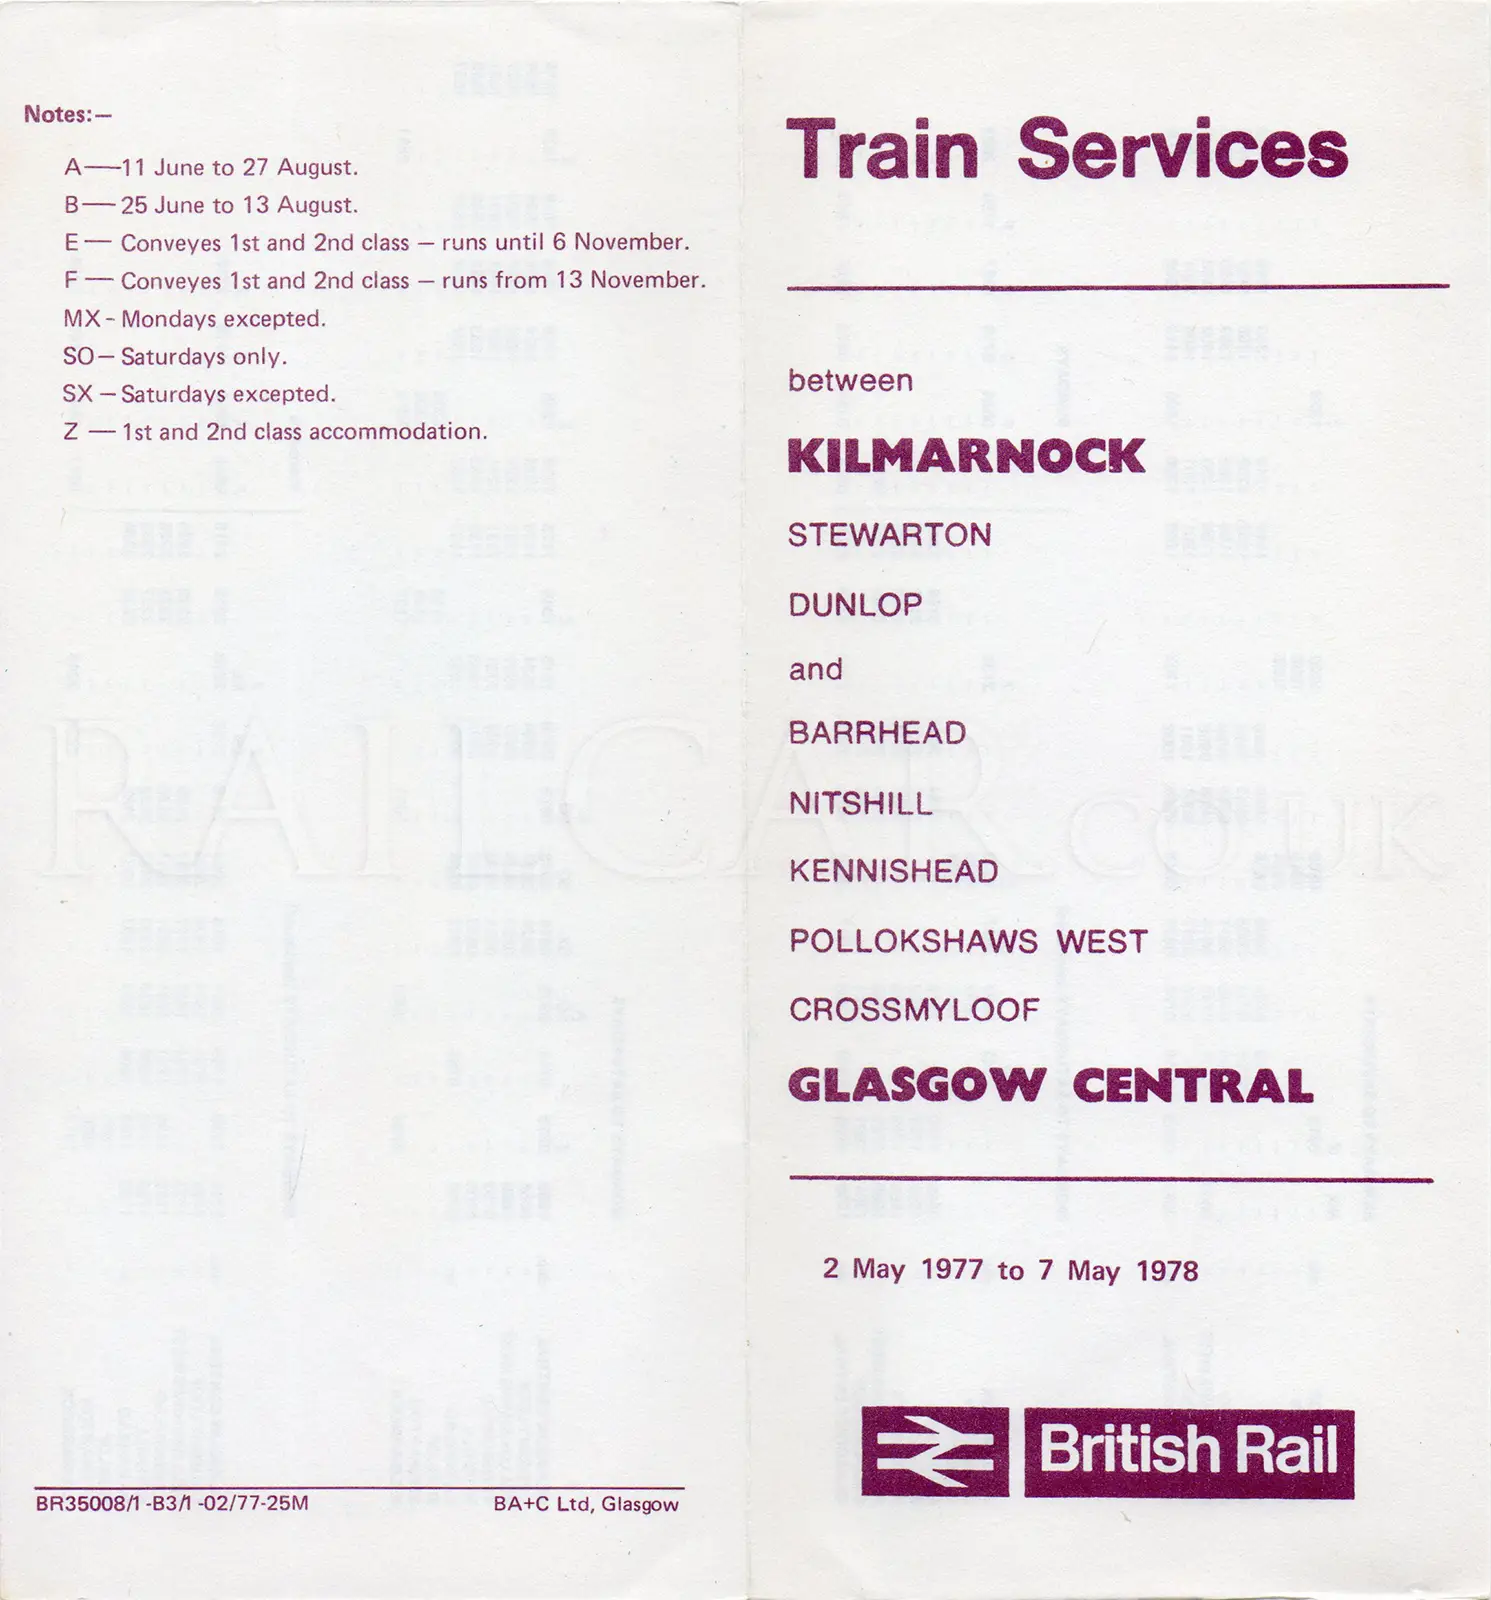 Notes:—
A—11 June to 27 August.
B—25 June to 13 August.
E— Conveyes 1st and 2nd class – runs until 6 November.
F— Conveyes 1st and 2nd class – runs from 13 November.
MX- Mondays excepted.
SO— Saturdays only.
SX — Saturdays excepted.
Z — 1st and 2nd class accommodation.
BR35008/1 -B3/1 -02/77-25M
BA+C Ltd, Glasgow
Train Services
between
KILMARNOCK
STEWARTON
DUNLOP
and
BARRHEAD
NITSHILL
KENNISHEAD
POLLOKSHAWS WEST
CROSSMYLOOF
GLASGOW CENTRAL
2 May 1977 to 7 May 1978
British Rail
RAILCAR.CO.UK